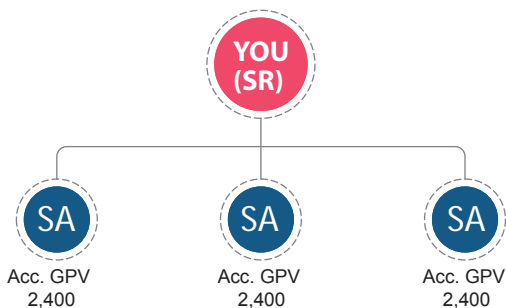 YOU
(SR)
SA
SA
SA
Acc. GPV
2,400
Acc. GPV
2,400
Acc. GPV
2,400